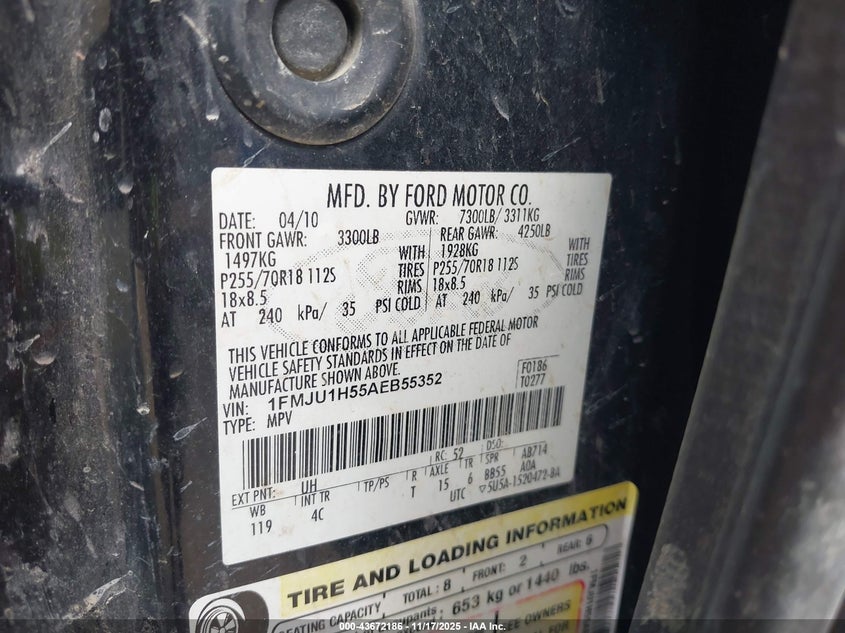 MFD. BY FORD MOTOR CO.
DATE: 04/10 GVWR: 7300LB/ 3311KG
FRONT GAWR: 3300LB REAR GAWR: 4250LB
1497KG WITH 1928KG WITH
P255/70R18 112S TIRES P255/70R18 112S TIRES
18x8.5 RIMS 18x8.5 RIMS
AT 240 kPa/ 35 PSI COLD AT 240 kPa/ 35 PSI COLD
THIS VEHICLE CONFORMS TO ALL APPLICABLE FEDERAL MOTOR
VEHICLE SAFETY STANDARDS IN EFFECT ON THE DATE OF
MANUFACTURE SHOWN ABOVE.
F0186
T0277
VIN: 1FMJU1H55AEB55352
TYPE: MPV
EXT PNT: UH RC: 52 DSO: AB714
WB INT TR TP/PS R AXLE TR SPR BB55 A0A
119 4C T 15 6
UTC ▽5U5A-1520472-BA
TIRE AND LOADING INFORMATION
SEATING CAPACITY TOTAL: 8 FRONT: 2 REAR: 6
653 kg or 1440 lbs.
OWNERS
FOR
000-43672186 - 11/17/2025 - IAA Inc.